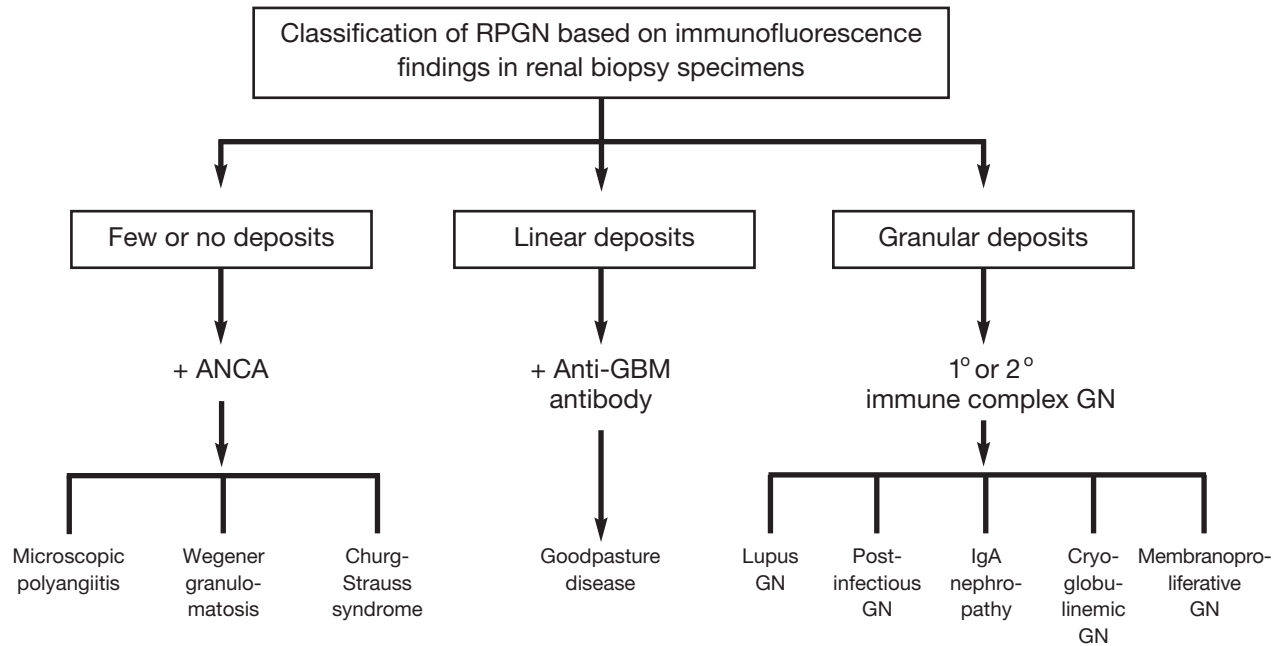 Classification of RPGN based on immunofluorescence
findings in renal biopsy specimens
Few or no deposits
Linear deposits
Granular deposits
+ ANCA
+ Anti-GBM
antibody
1° or 2°
immune complex GN
Microscopic
polyangiitis
Wegener
granulo-
matosis
Churg-
Strauss
syndrome
Goodpasture
disease
Lupus
GN
Post-
infectious
GN
IgA
nephro-
pathy
Cryo-
globu-
linemic
GN
Membranopro-
liferative
GN